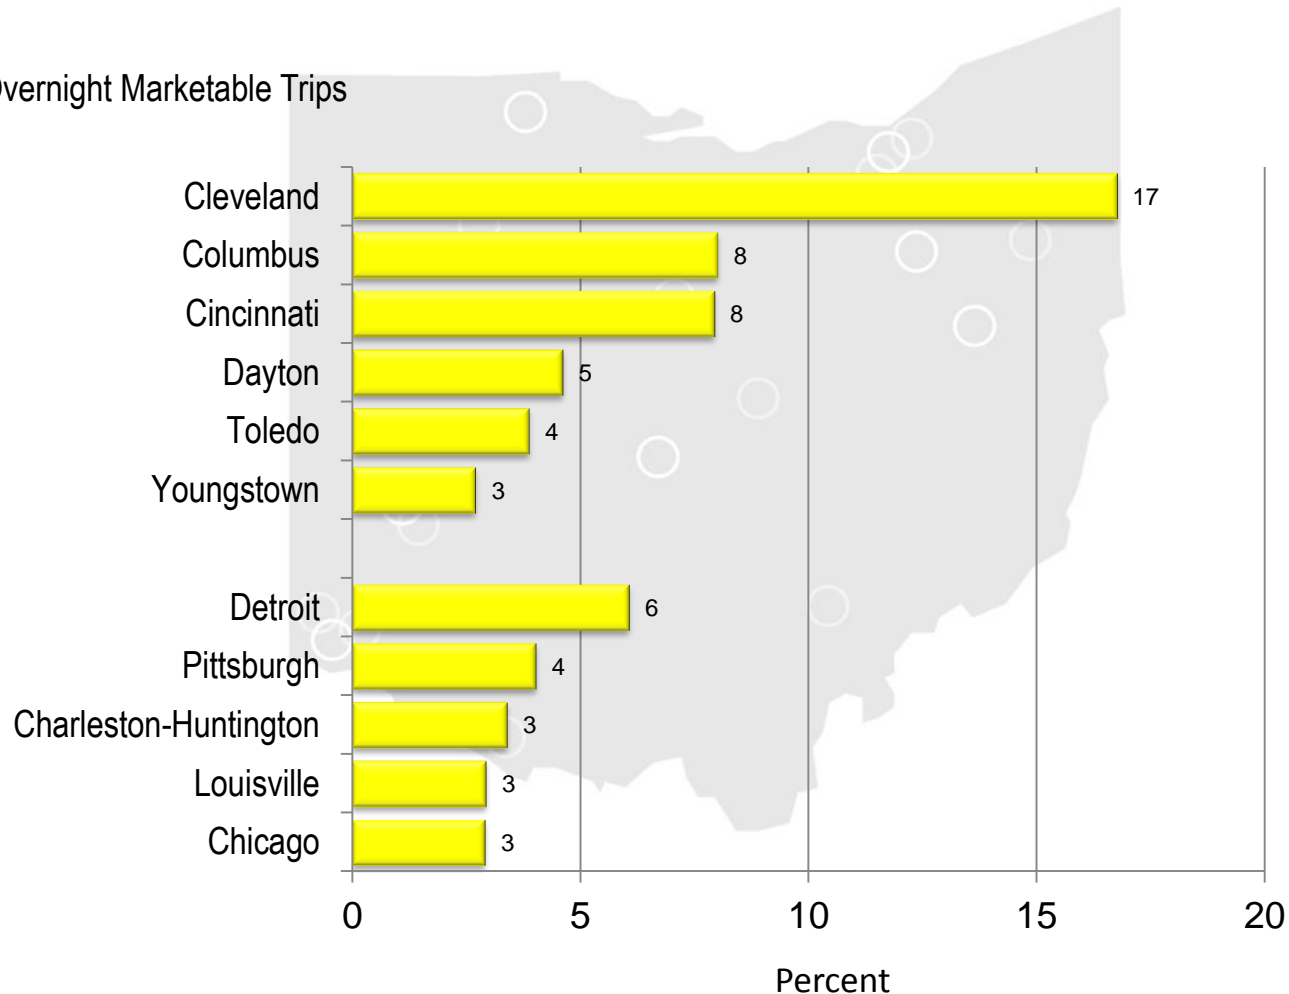 Overnight Marketable Trips
Cleveland 17
Columbus 8
Cincinnati 8
Dayton 5
Toledo 4
Youngstown 3
Detroit 6
Pittsburgh 4
Charleston-Huntington 3
Louisville 3
Chicago 3
0 5 10 15 20
Percent